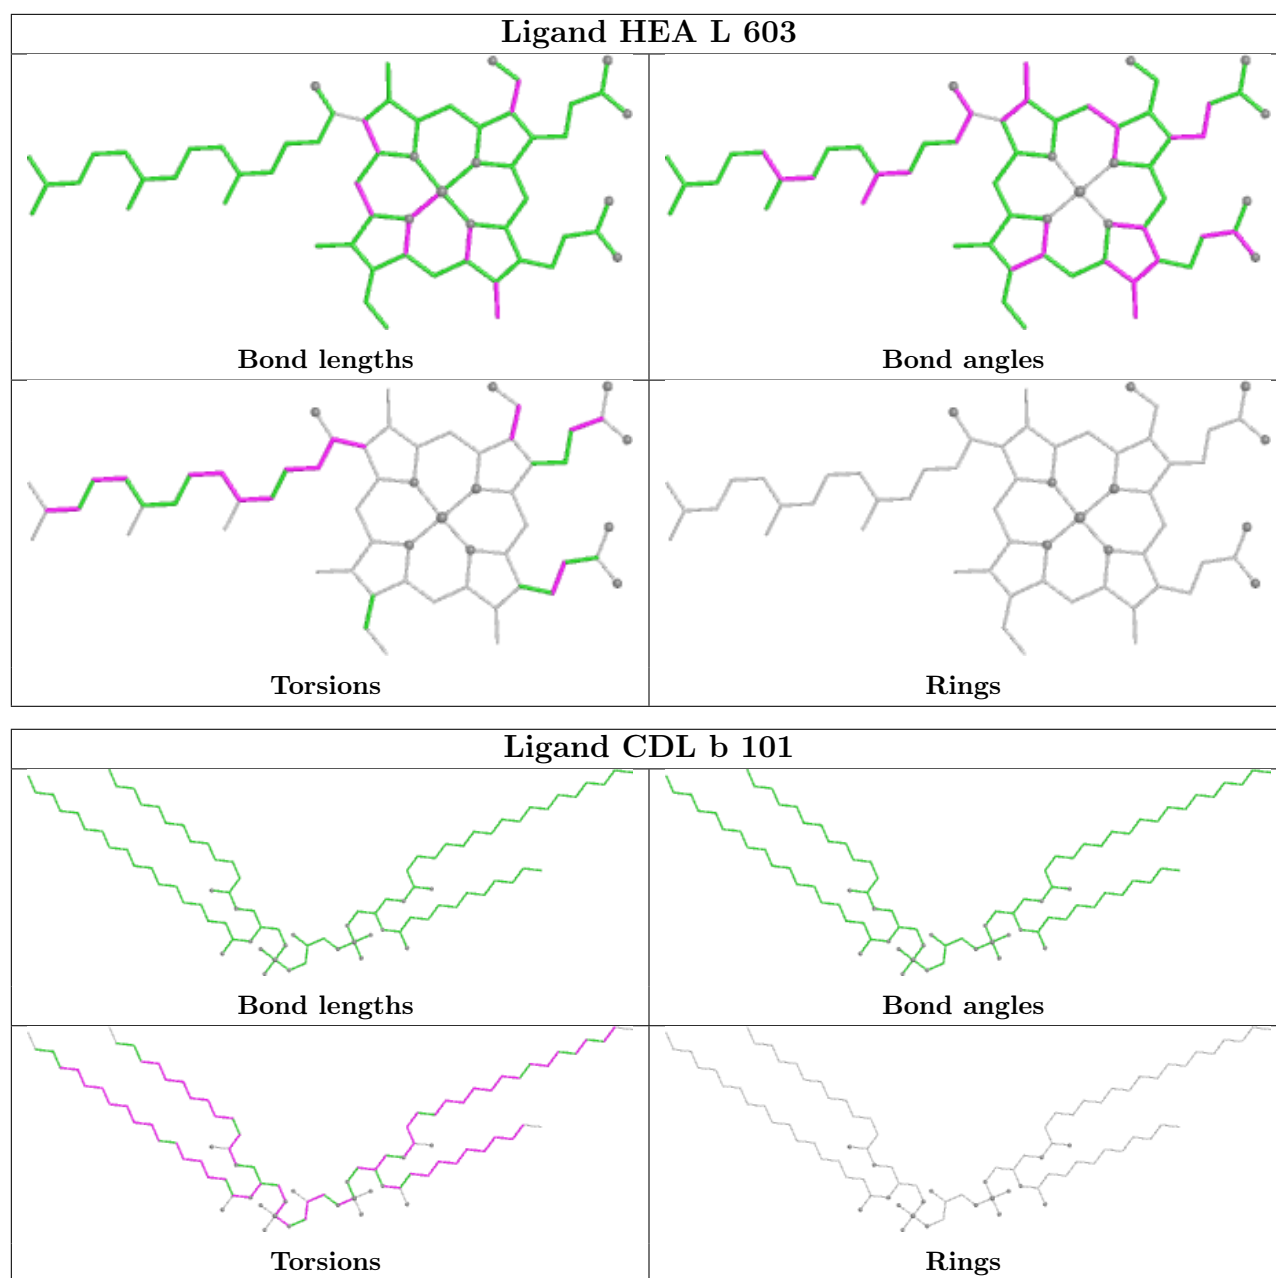 Ligand HEA L 603
Bond lengths
Bond angles
Torsions
Rings
Ligand CDL b 101
Bond lengths
Bond angles
Torsions
Rings